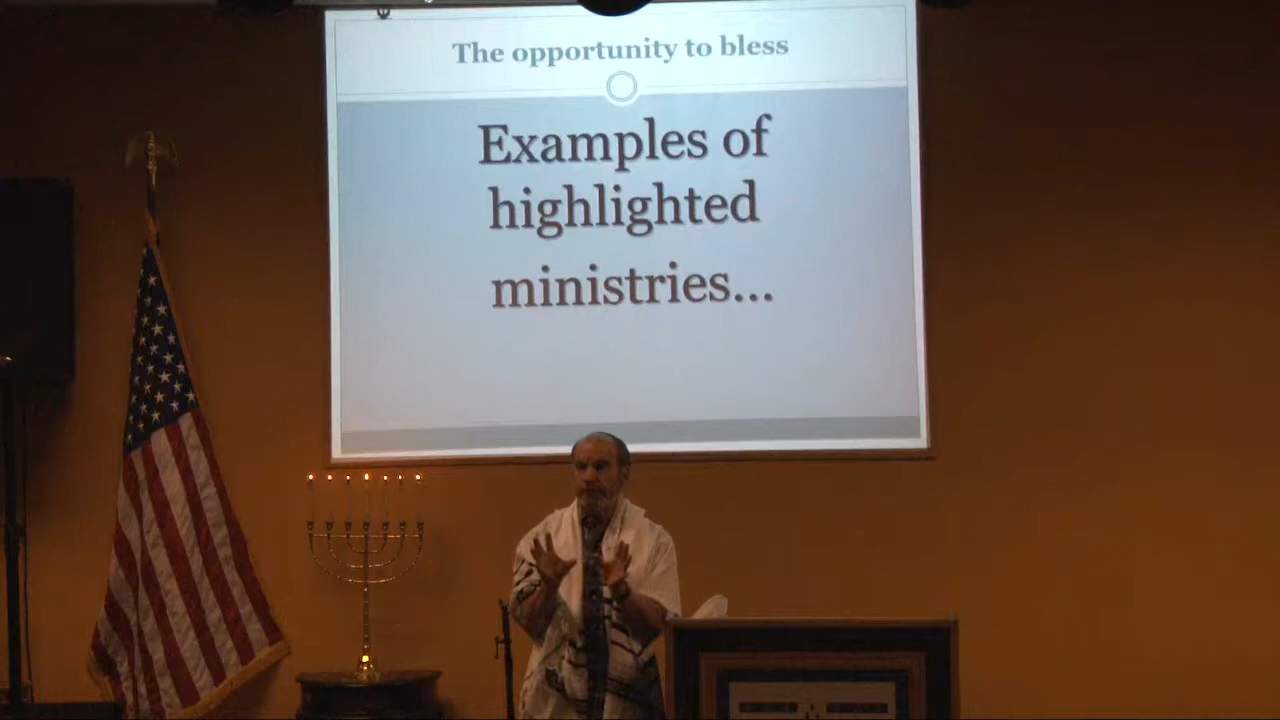 The opportunity to bless
Examples of
highlighted
ministries...